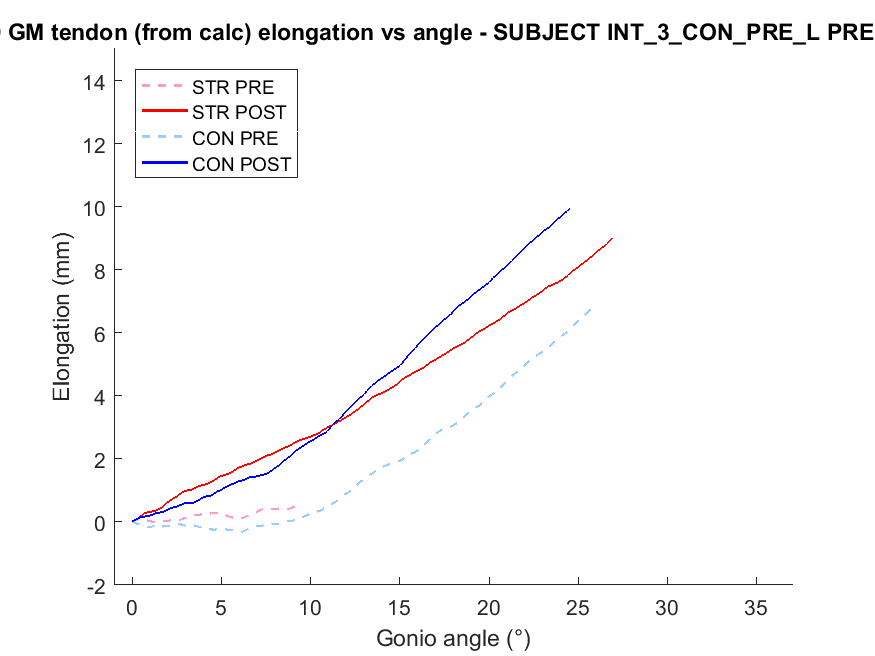 GM tendon (from calc) elongation vs angle - SUBJECT INT_3_CON_PRE_L PRE
14
12
10
8
6
4
2
0
-2
Elongation (mm)
STR PRE
STR POST
CON PRE
CON POST
0 5 10 15 20 25 30 35
Gonio angle (°)